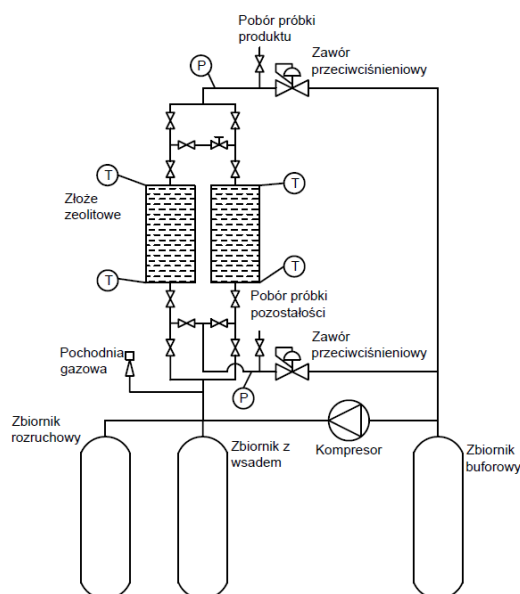 Pobór próbki
produktu
Zawór
przeciwciśnieniowy
P
T
T
Złoże
zeolitowe
T
T
Pobór próbki
pozostałości
Zawór
przeciwciśnieniowy
Pochodnia
gazowa
P
Zbiornik
rozruchowy
Zbiornik z
wsadem
Kompresor
Zbiornik
buforowy